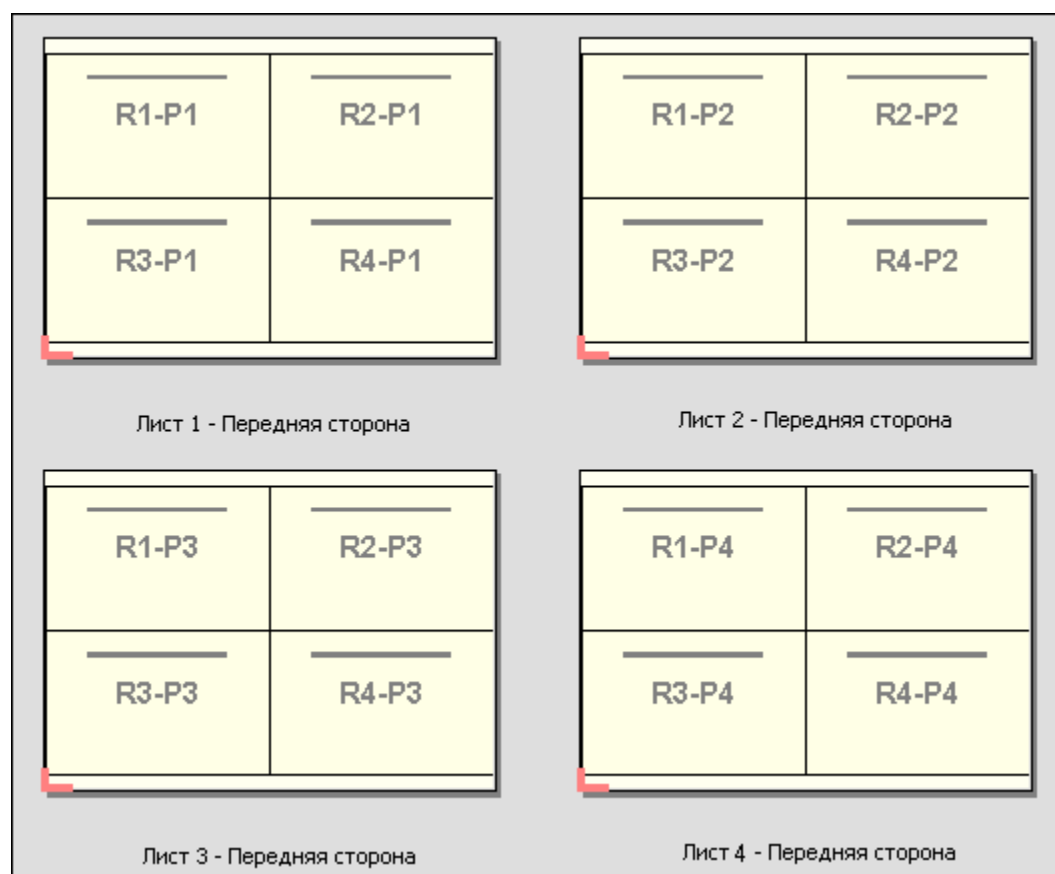 R1-P1 R2-P1
R3-P1 R4-P1
Лист 1 - Передняя сторона
R1-P2 R2-P2
R3-P2 R4-P2
Лист 2 - Передняя сторона
R1-P3 R2-P3
R3-P3 R4-P3
Лист 3 - Передняя сторона
R1-P4 R2-P4
R3-P4 R4-P4
Лист 4 - Передняя сторона